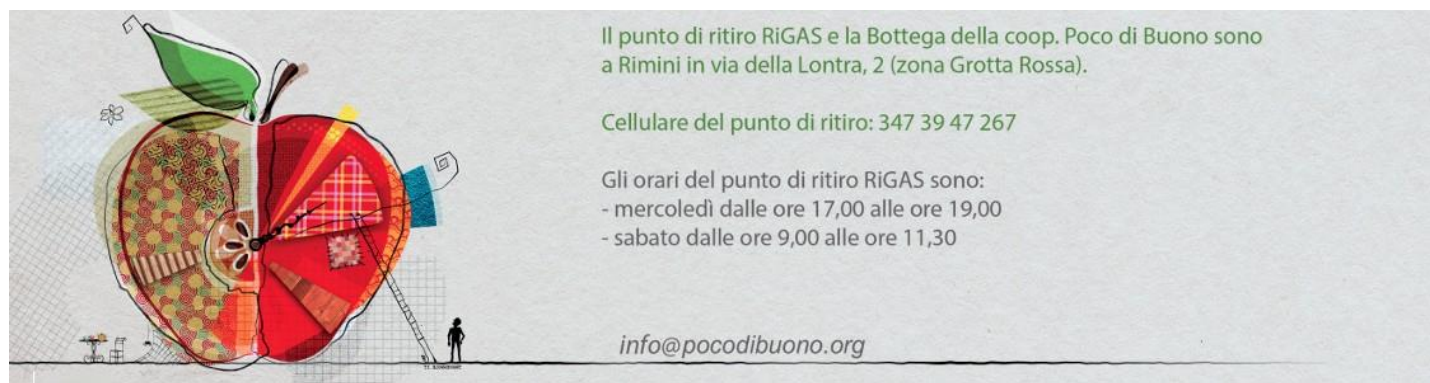 Il punto di ritiro RiGAS e la Bottega della coop. Poco di Buono sono
a Rimini in via della Lontra, 2 (zona Grotta Rossa).
Cellulare del punto di ritiro: 347 39 47 267
Gli orari del punto di ritiro RiGAS sono:
- mercoledì dalle ore 17,00 alle ore 19,00
- sabato dalle ore 9,00 alle ore 11,30
info@pocodibuono.org